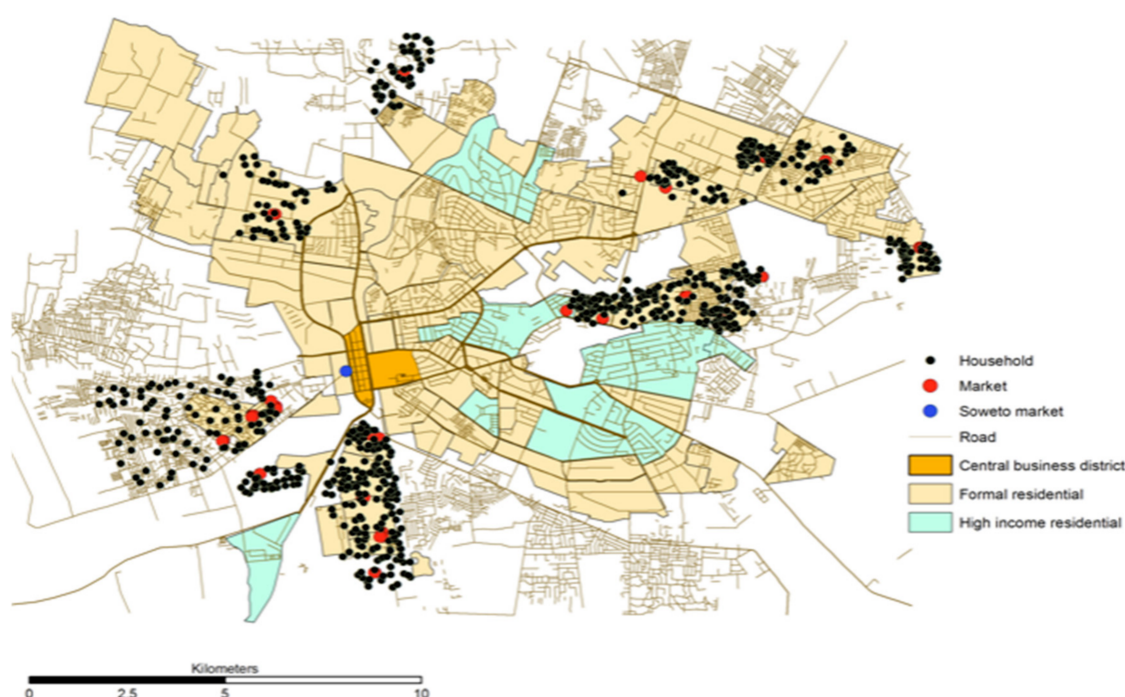 Household
Market
Soweto market
Road
Central business district
Formal residential
High income residential
Kilometers
0 2.5 5 10